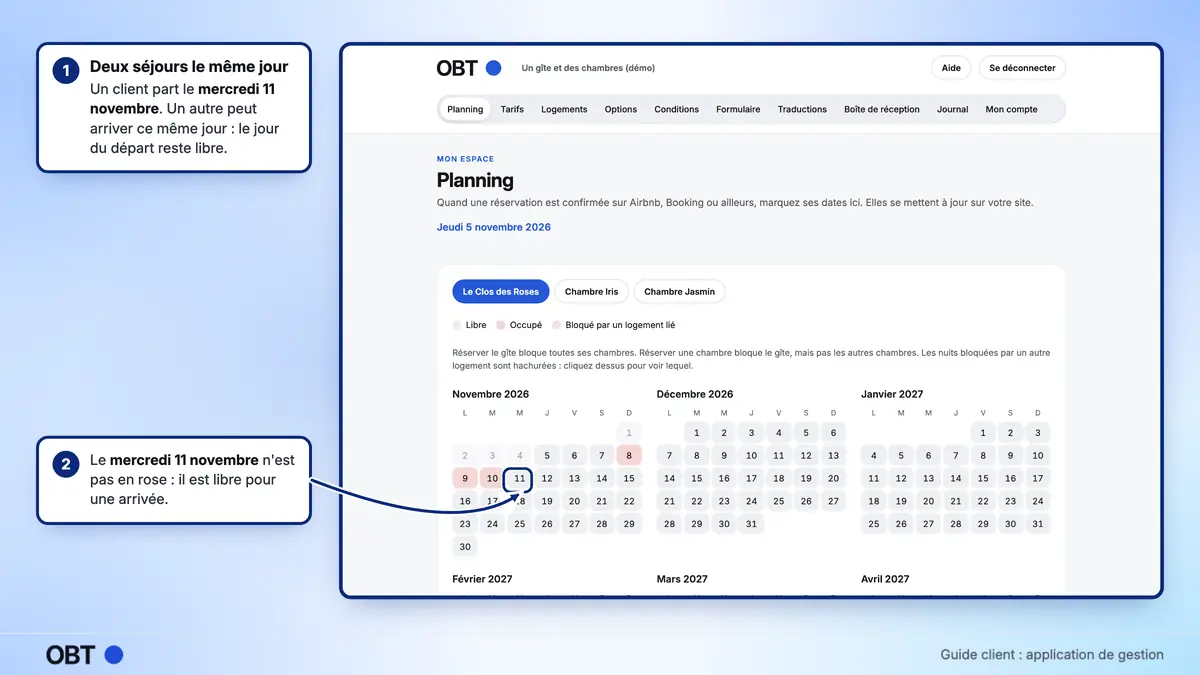 1
Deux séjours le même jour
Un client part le mercredi 11
novembre. Un autre peut
arriver ce même jour : le jour
du départ reste libre.
2
Le mercredi 11 novembre n'est
pas en rose : il est libre pour
une arrivée.
OBT
Un gîte et des chambres (démo)
Aide
Se déconnecter
Planning Tarifs Logements Options Conditions Formulaire Traductions Boîte de réception Journal Mon compte
MON ESPACE
Planning
Quand une réservation est confirmée sur Airbnb, Booking ou ailleurs, marquez ses dates ici. Elles se mettent à jour sur votre site.
Jeudi 5 novembre 2026
Le Clos des Roses Chambre Iris Chambre Jasmin
Libre Occupé Bloqué par un logement lié
Réserver le gîte bloque toutes ses chambres. Réserver une chambre bloque le gîte, mais pas les autres chambres. Les nuits bloquées par un autre
logement sont hachurées : cliquez dessus pour voir lequel.
Novembre 2026
L M M J V S D
1
2 3 4 5 6 7 8
9 10 11 12 13 14 15
16 17 18 19 20 21 22
23 24 25 26 27 28 29
30
Décembre 2026
L M M J V S D
1 2 3 4 5 6
7 8 9 10 11 12 13
14 15 16 17 18 19 20
21 22 23 24 25 26 27
28 29 30 31
Janvier 2027
L M M J V S D
1 2 3
4 5 6 7 8 9 10
11 12 13 14 15 16 17
18 19 20 21 22 23 24
25 26 27 28 29 30 31
Février 2027
Mars 2027
Avril 2027
OBT
Guide client : application de gestion